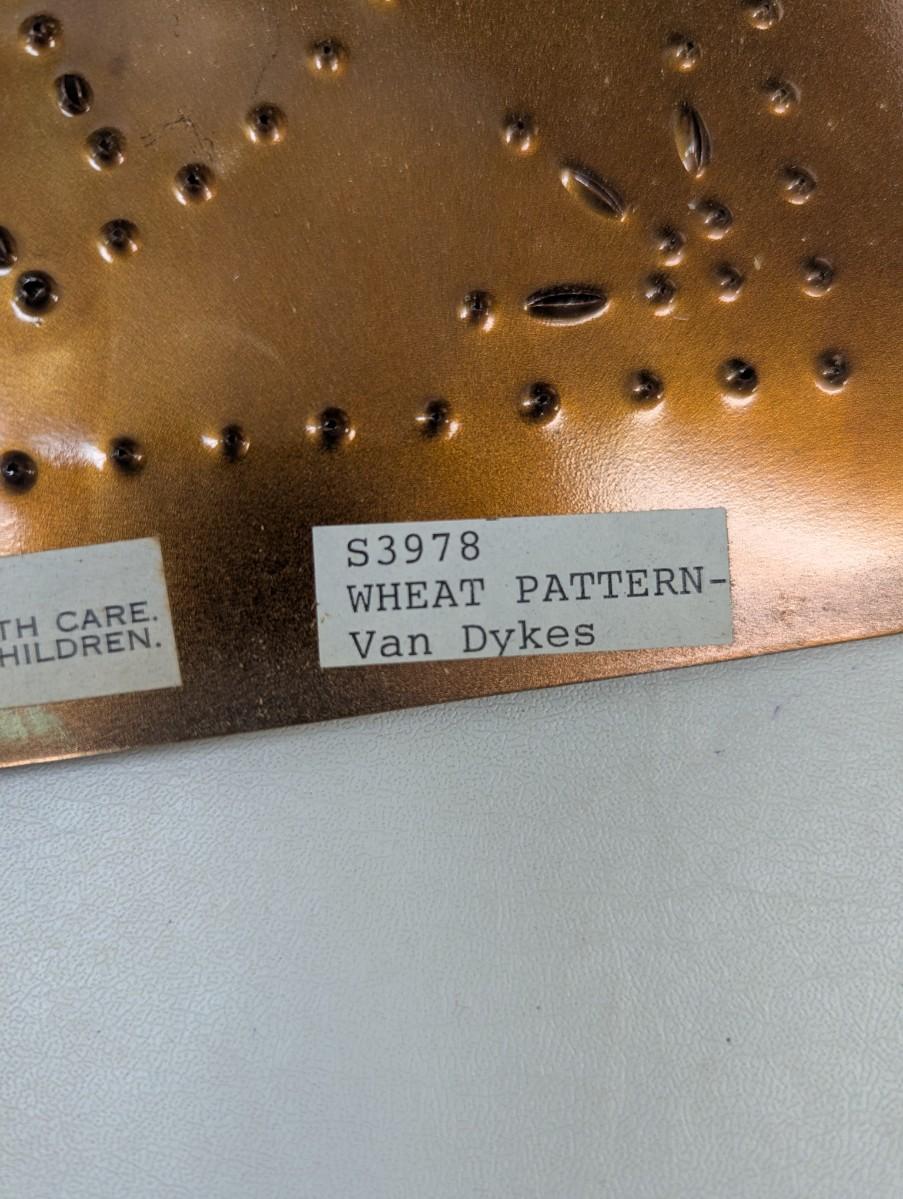 TH CARE.
HILDREN.
S3978
WHEAT PATTERN-
Van Dykes